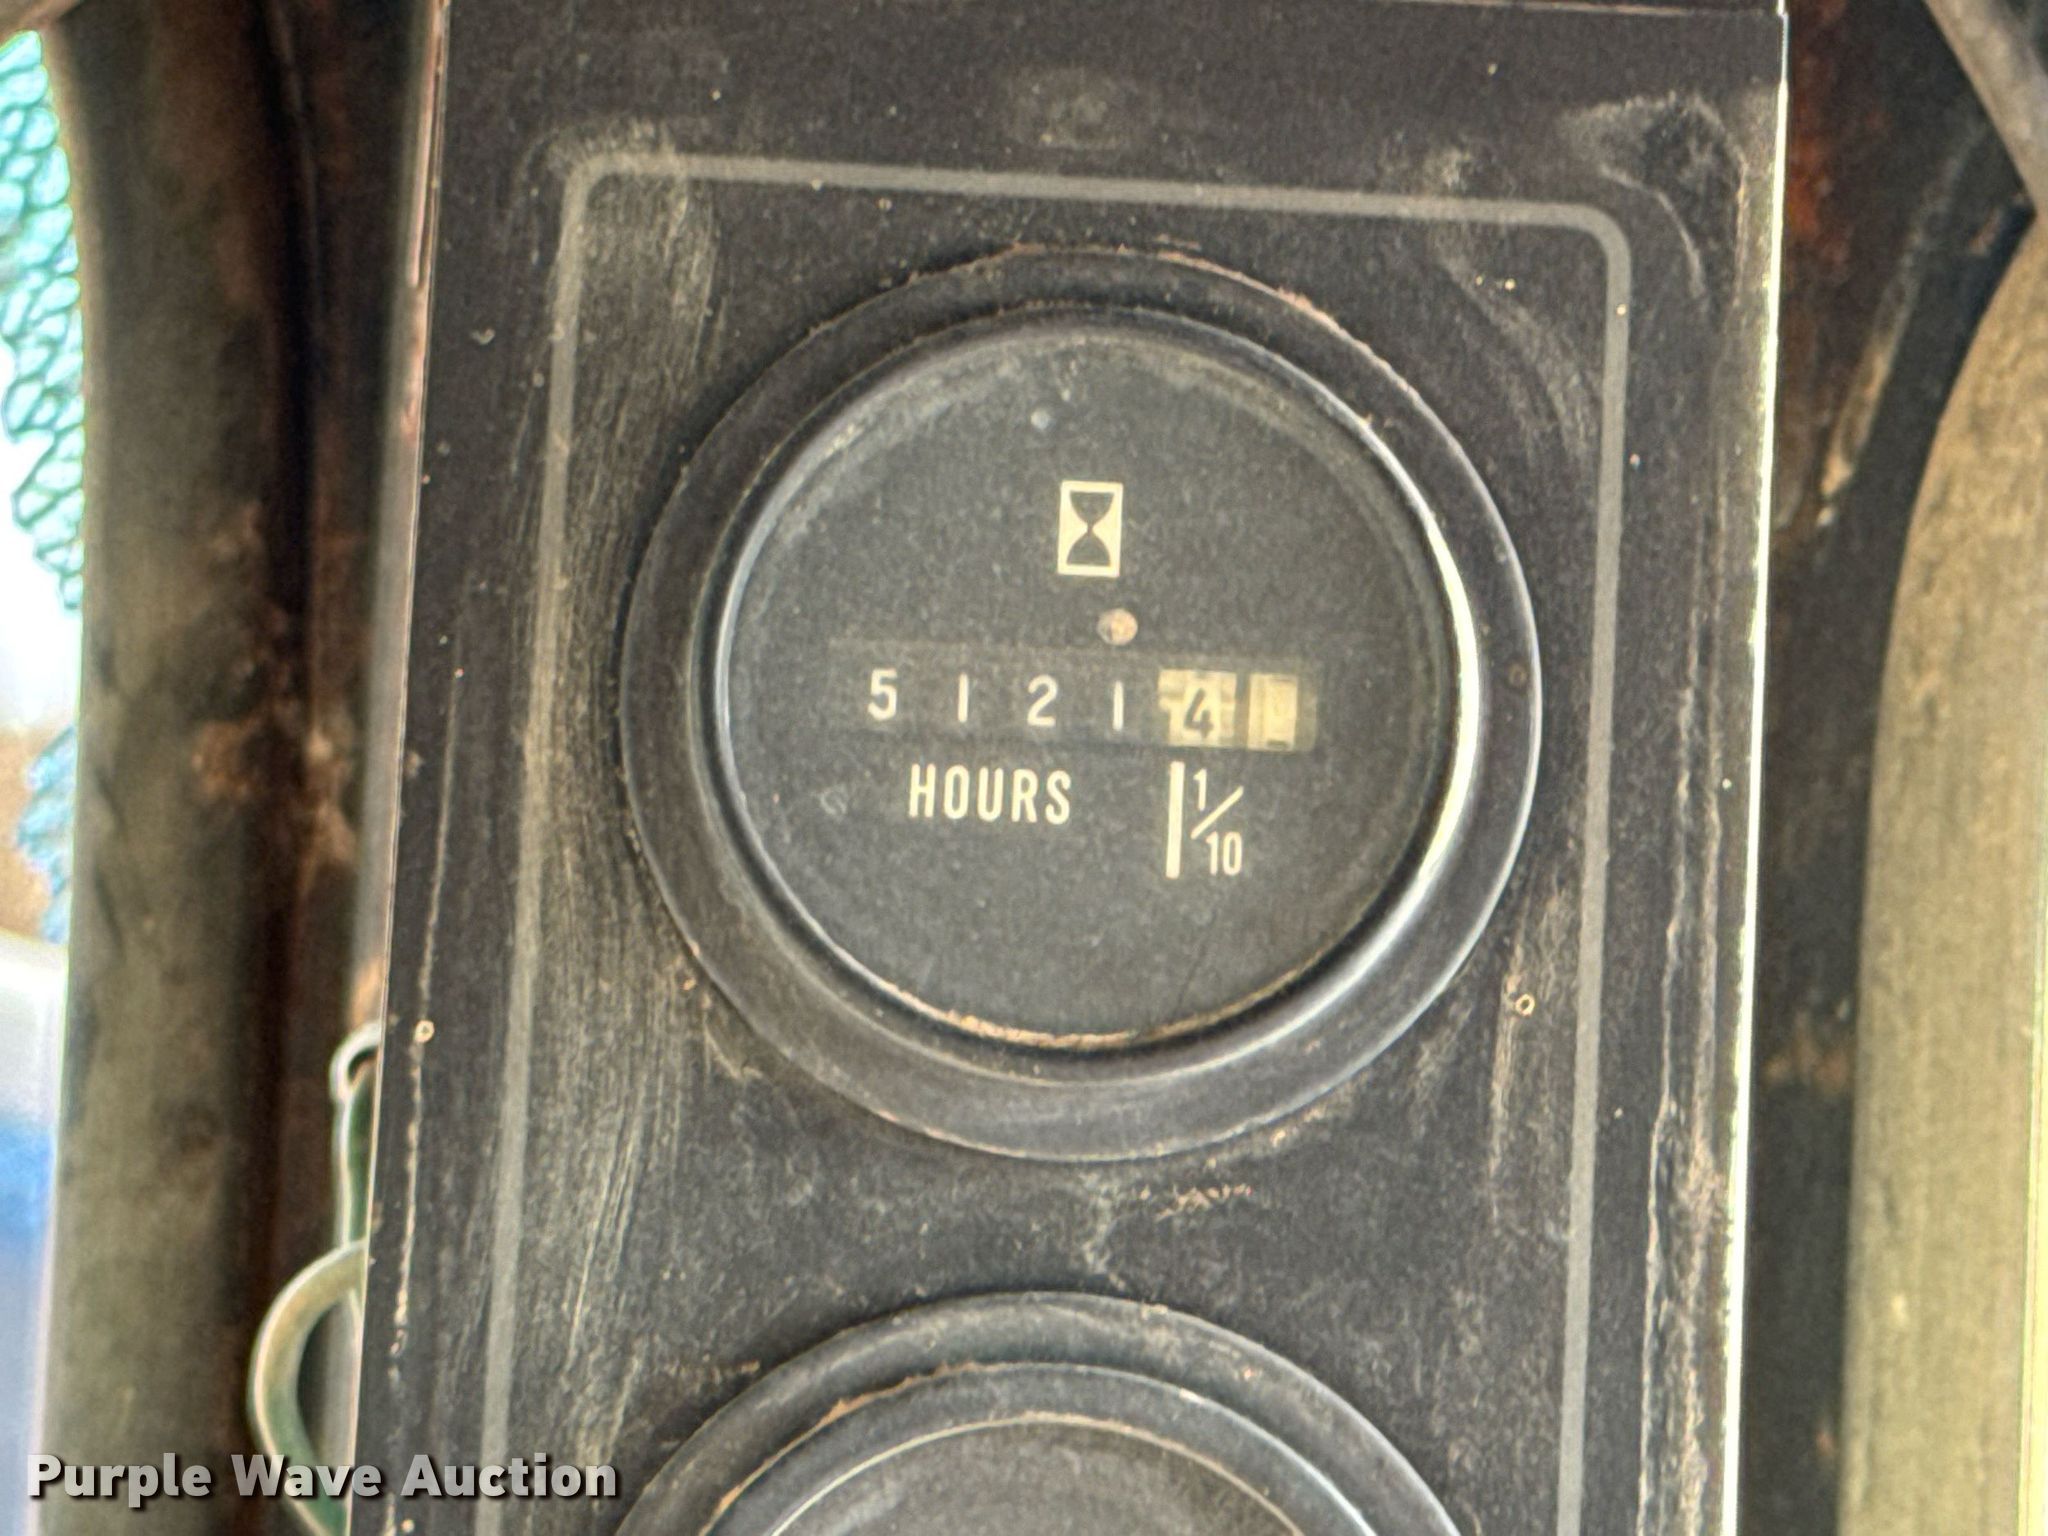 5 1 2 1 4
HOURS 1/10
Purple Wave Auction